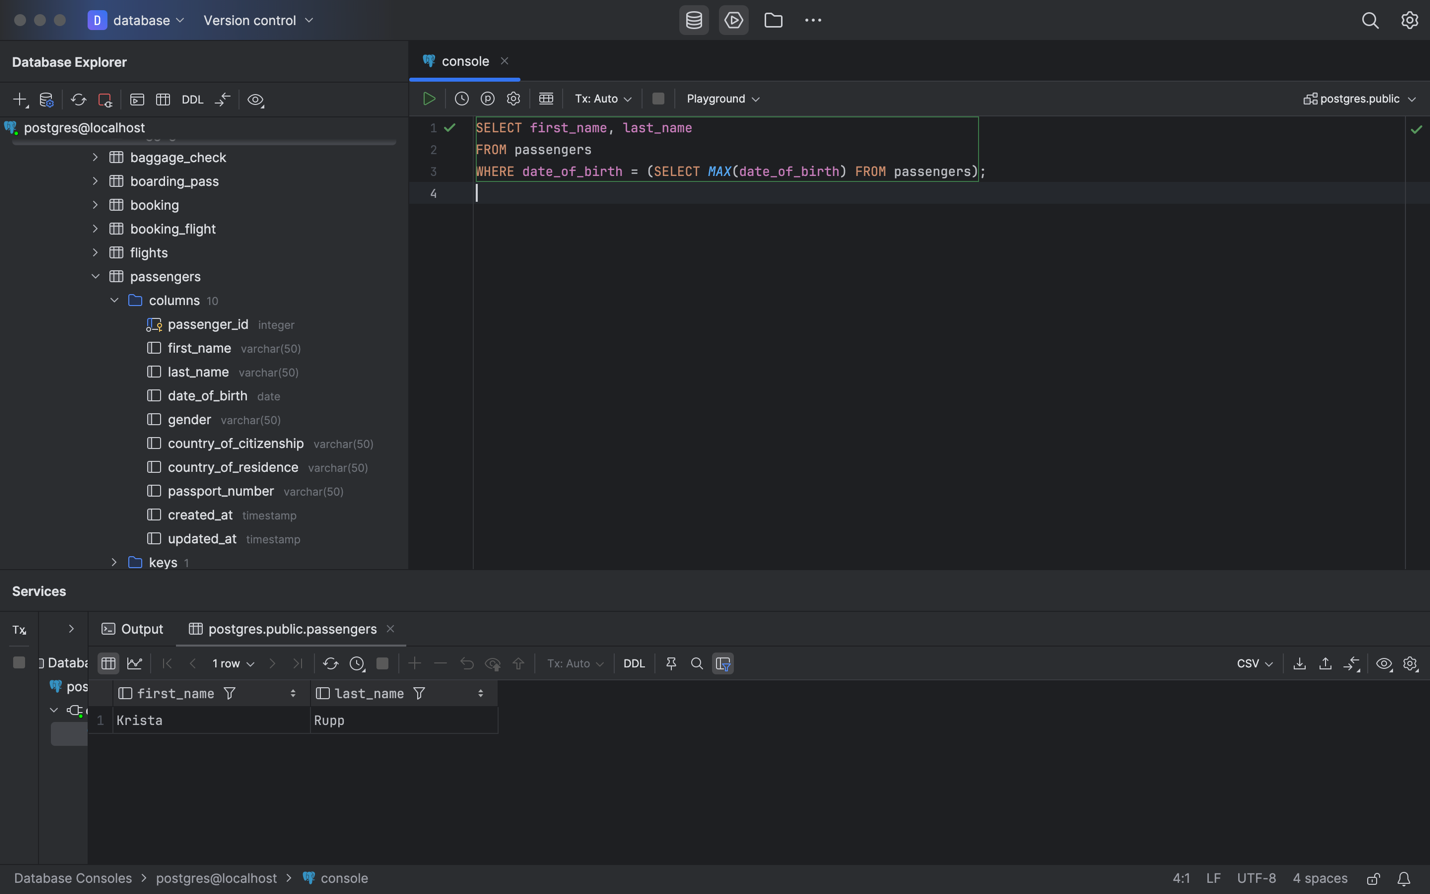 D database Version control
Database Explorer
console
DDL
Tx: Auto
Playground
postgres.public
postgres@localhost
baggage_check
boarding_pass
booking
booking_flight
flights
passengers
columns 10
passenger_id integer
first_name varchar(50)
last_name varchar(50)
date_of_birth date
gender varchar(50)
country_of_citizenship varchar(50)
country_of_residence varchar(50)
passport_number varchar(50)
created_at timestamp
updated_at timestamp
keys 1
1 SELECT first_name, last_name
2 FROM passengers
3 WHERE date_of_birth = (SELECT MAX(date_of_birth) FROM passengers);
4
Services
Tx
Output
postgres.public.passengers
Databa
pos
1 row
Tx: Auto
DDL
CSV
first_name last_name
1 Krista Rupp
Database Consoles > postgres@localhost > console
4:1 LF UTF-8 4 spaces